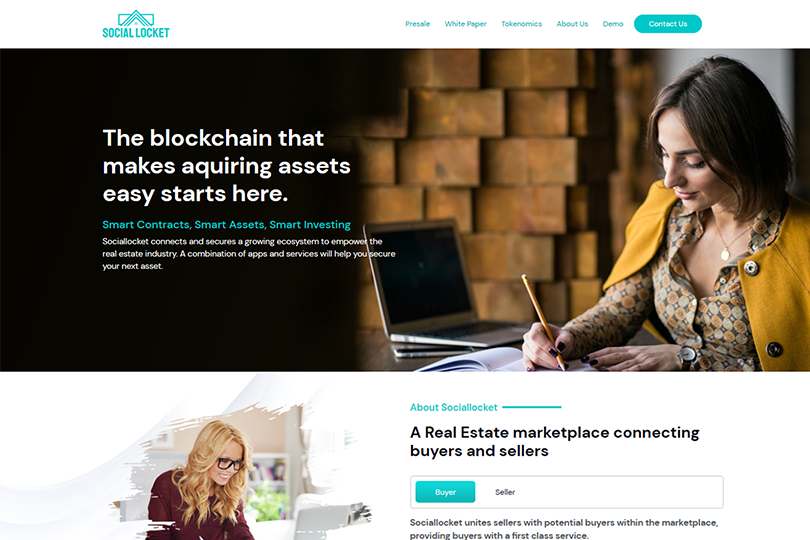 SOCIAL LOCKET
Presale White Paper Tokenomics About Us Demo Contact Us
The blockchain that
makes aquiring assets
easy starts here.
Smart Contracts, Smart Assets, Smart Investing
Sociallocket connects and secures a growing ecosystem to empower the
real estate industry. A combination of apps and services will help you secure
your next asset.
About Sociallocket
A Real Estate marketplace connecting
buyers and sellers
Buyer Seller
Sociallocket unites sellers with potential buyers within the marketplace,
providing buyers with a first class service.